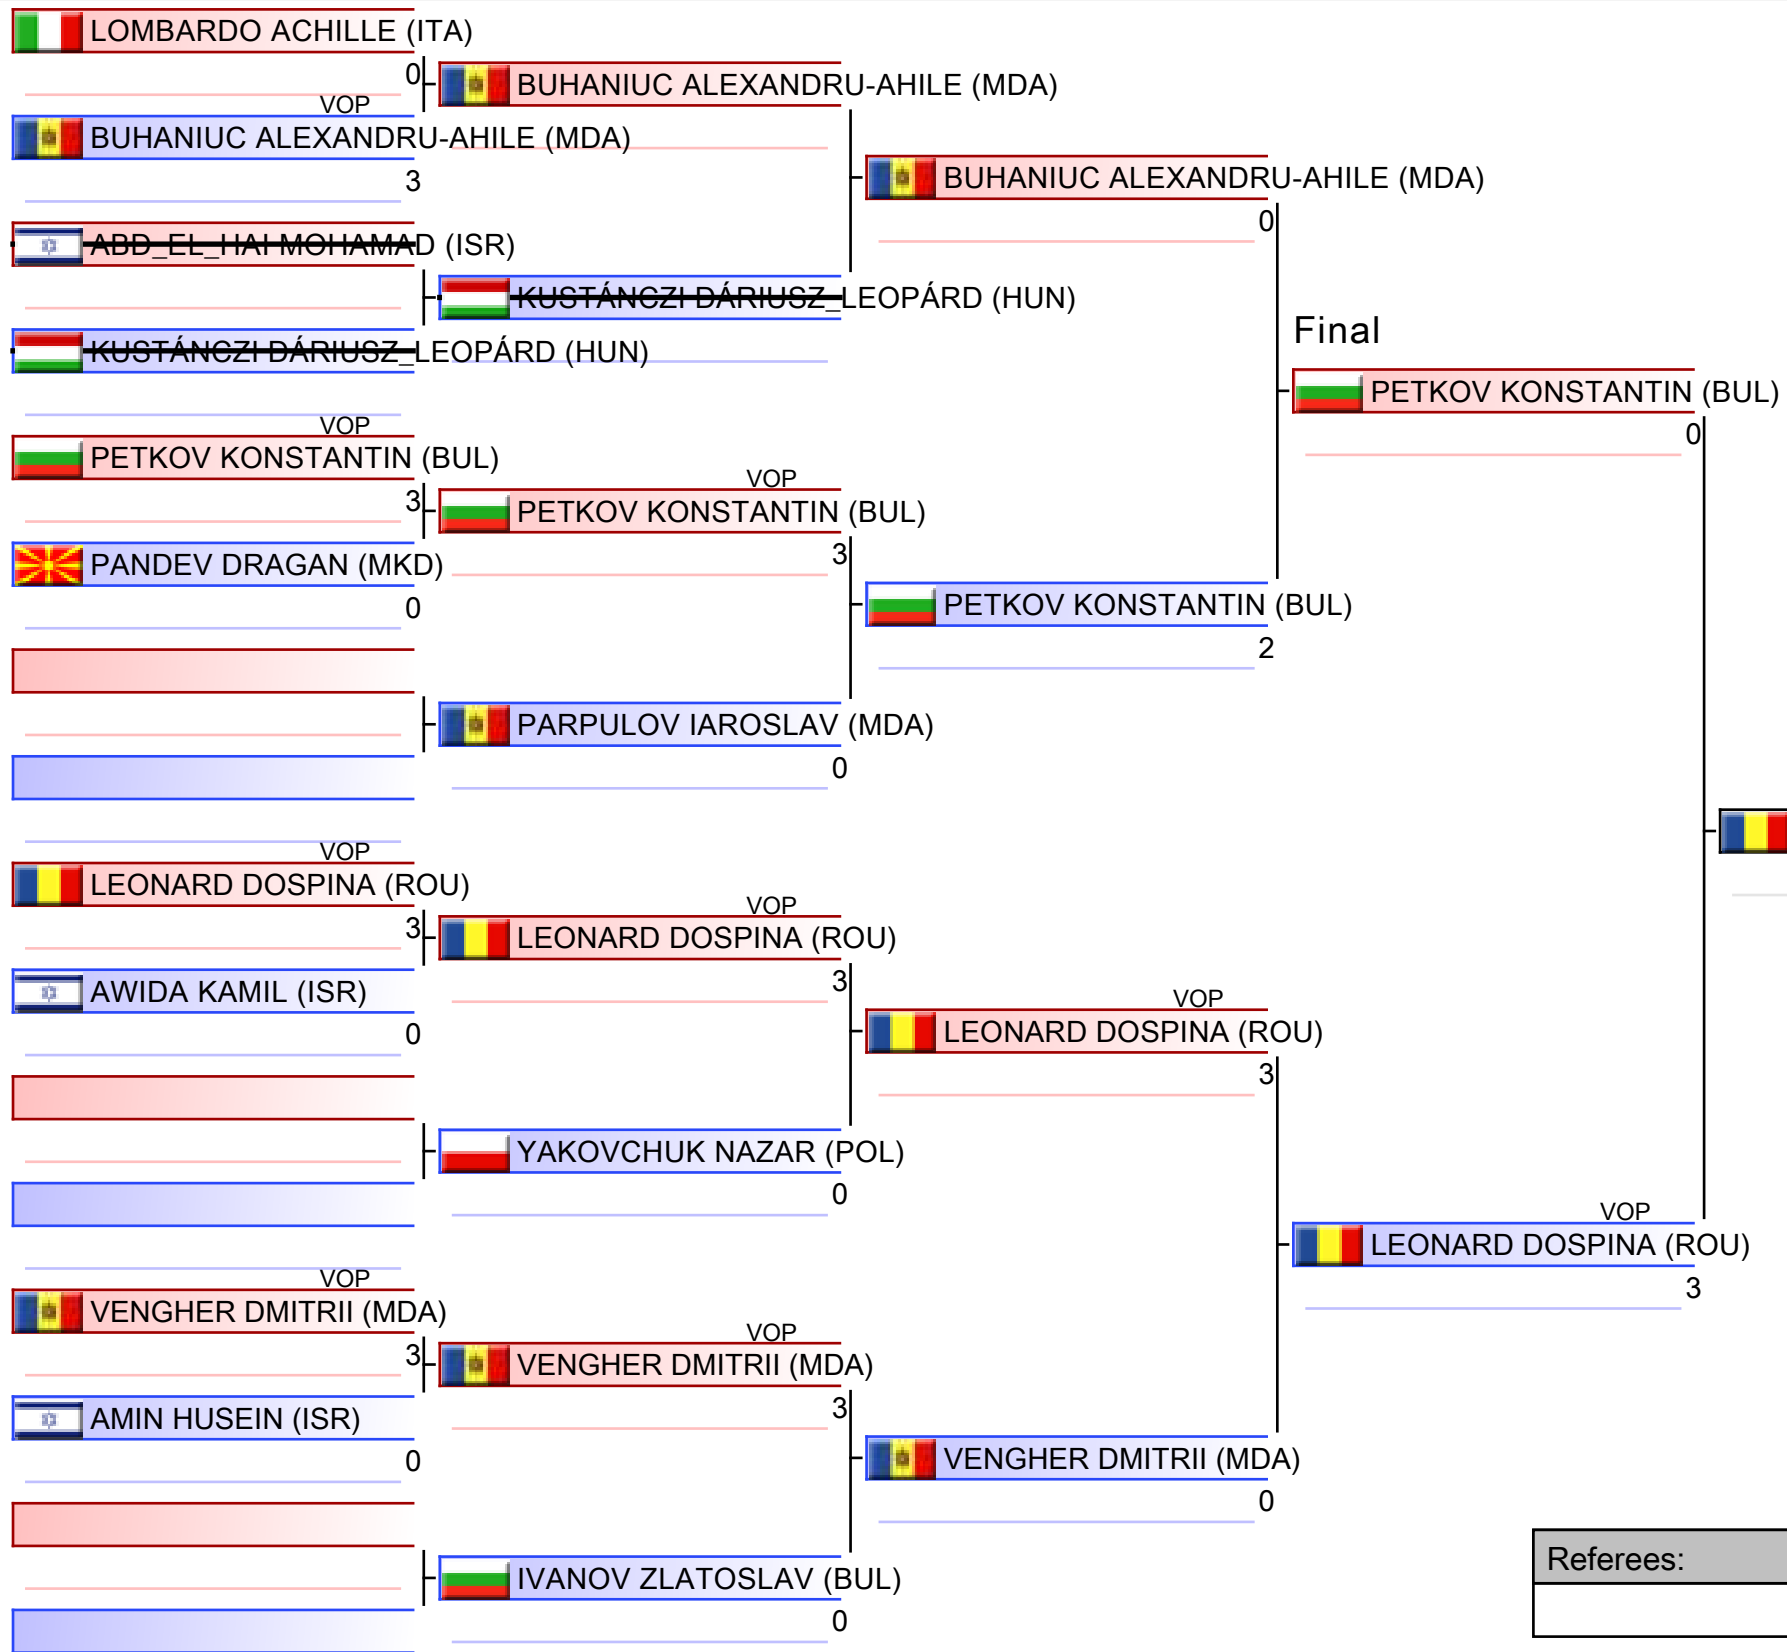 LOMBARDO ACHILLE (ITA)
0
VOP
BUHANIUC ALEXANDRU-AHILE (MDA)
3
ABD_EL_HAI MOHAMAD (ISR)
KUSTÁNCZI DÁRIUSZ_LEOPÁRD (HUN)
VOP
PETKOV KONSTANTIN (BUL)
3
PANDEV DRAGAN (MKD)
0
VOP
LEONARD DOSPINA (ROU)
3
AWIDA KAMIL (ISR)
0
VOP
VENGHER DMITRII (MDA)
3
AMIN HUSEIN (ISR)
0
BUHANIUC ALEXANDRU-AHILE (MDA)
KUSTÁNCZI DÁRIUSZ_LEOPÁRD (HUN)
VOP
PETKOV KONSTANTIN (BUL)
3
PARPULOV IAROSLAV (MDA)
0
VOP
LEONARD DOSPINA (ROU)
3
YAKOVCHUK NAZAR (POL)
0
VOP
VENGHER DMITRII (MDA)
3
IVANOV ZLATOSLAV (BUL)
0
BUHANIUC ALEXANDRU-AHILE (MDA)
0
PETKOV KONSTANTIN (BUL)
2
VOP
LEONARD DOSPINA (ROU)
3
VENGHER DMITRII (MDA)
0
Final
PETKOV KONSTANTIN (BUL)
0
VOP
LEONARD DOSPINA (ROU)
3
Referees: